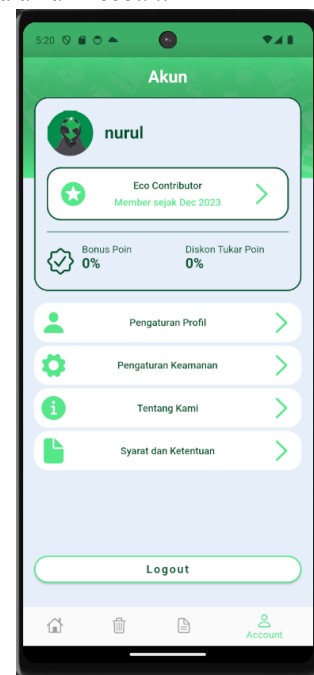 5:20
Akun
nurul
Eco Contributor
Member sejak Dec 2023
Bonus Poin
0%
Diskon Tukar Poin
0%
Pengaturan Profil
Pengaturan Keamanan
Tentang Kami
Syarat dan Ketentuan
Logout
Account